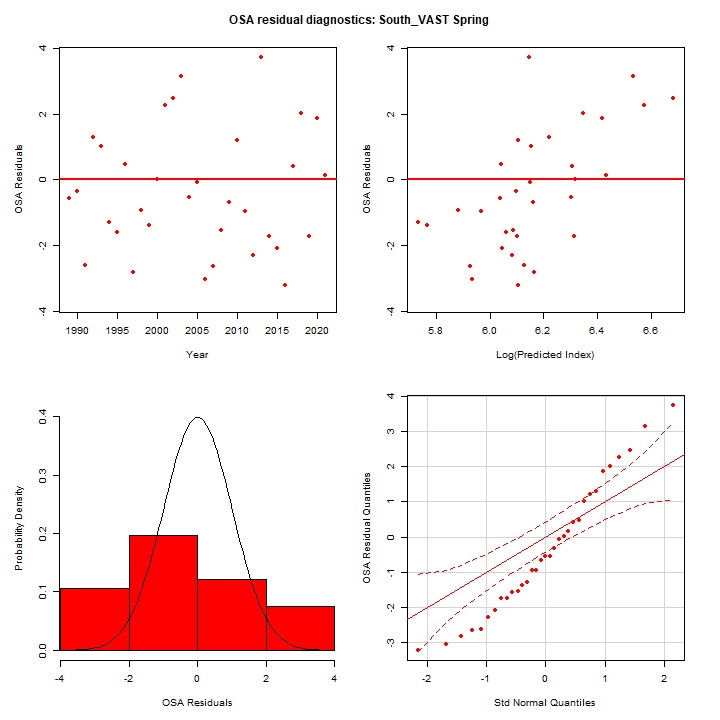 OSA residual diagnostics: South_VAST Spring
OSA Residuals
4
2
0
-2
-4
1990 1995 2000 2005 2010 2015 2020
Year
OSA Residuals
4
2
0
-2
-4
5.8 6.0 6.2 6.4 6.6
Log(Predicted Index)
Probability Density
0.4
0.3
0.2
0.1
0.0
-4 -2 0 2 4
OSA Residuals
OSA Residual Quantiles
4
3
2
1
0
-1
-2
-3
-2 -1 0 1 2
Std Normal Quantiles